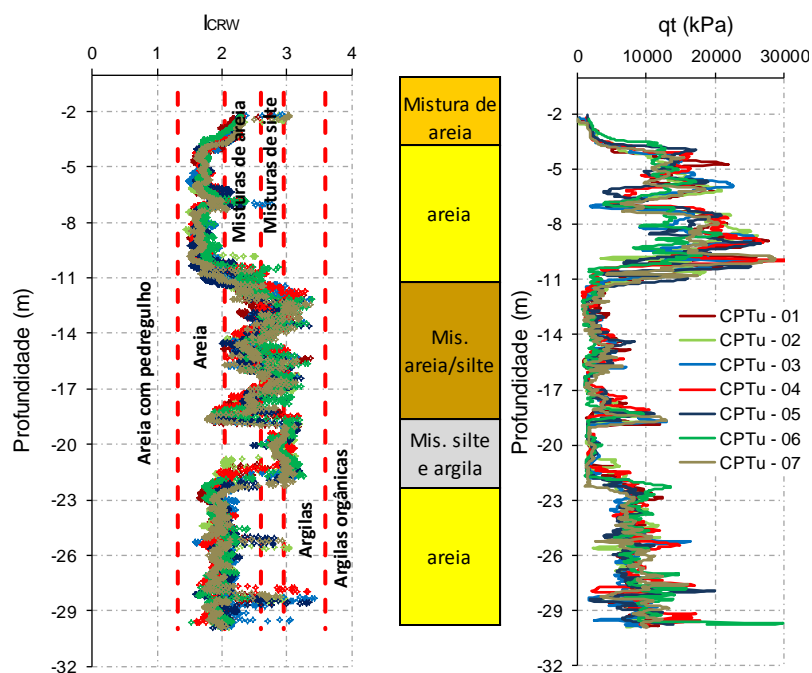 ICRW
0 1 2 3 4
-2
-5
-8
-11
-14
-17
-20
-23
-26
-29
-32
Profundidade (m)
Areia com pedregulho
Areia
Misturas de areia
Misturas de silte
Argilas
Argilas orgânicas
Mistura de
areia
areia
Mis.
areia/silte
Mis. silte
e argila
areia
qt (kPa)
0 10000 20000 30000
-2
-5
-8
-11
-14
-17
-20
-23
-26
-29
-32
Profundidade (m)
CPTu - 01
CPTu - 02
CPTu - 03
CPTu - 04
CPTu - 05
CPTu - 06
CPTu - 07